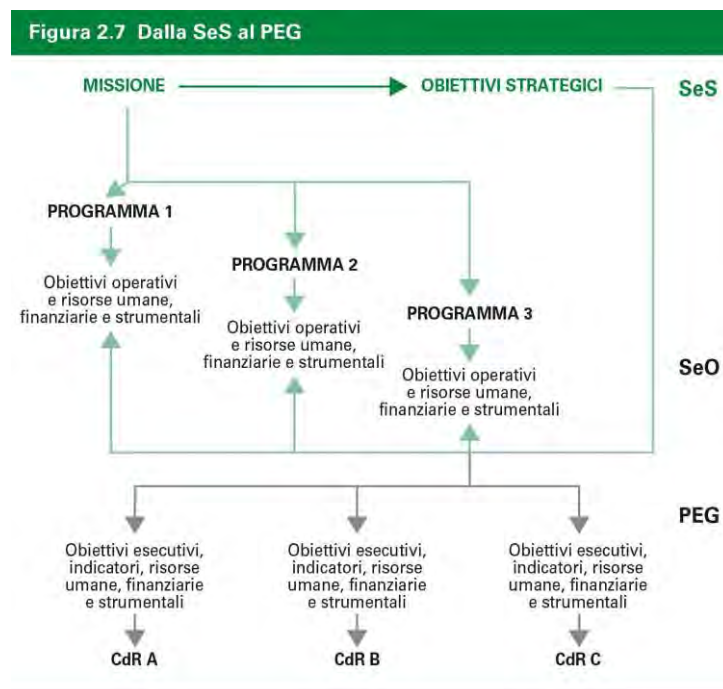 Figura 2.7 Dalla SeS al PEG
MISSIONE
OBIETTIVI STRATEGICI
SeS
PROGRAMMA 1
Obiettivi operativi
e risorse umane,
finanziarie e strumentali
PROGRAMMA 2
Obiettivi operativi
e risorse umane,
finanziarie e strumentali
PROGRAMMA 3
Obiettivi operativi
e risorse umane,
finanziarie e strumentali
SeO
PEG
Obiettivi esecutivi,
indicatori, risorse
umane, finanziarie
e strumentali
CdR A
Obiettivi esecutivi,
indicatori, risorse
umane, finanziarie
e strumentali
CdR B
Obiettivi esecutivi,
indicatori, risorse
umane, finanziarie
e strumentali
CdR C